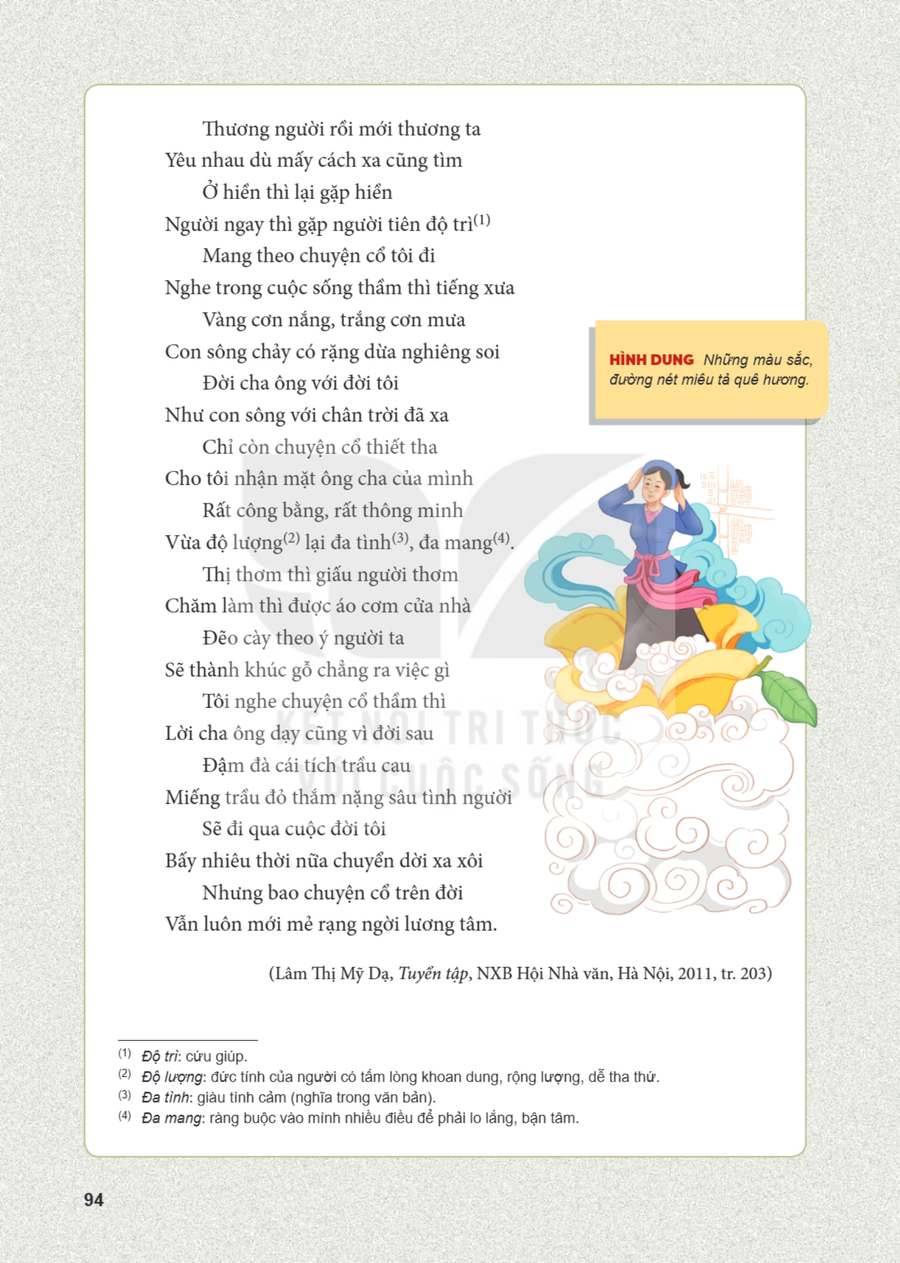 Thương người rồi mới thương ta
Yêu nhau dù mấy cách xa cũng tìm
Ở hiền thì lại gặp hiền
Người ngay thì gặp người tiên độ trì(1)
Mang theo chuyện cổ tôi đi
Nghe trong cuộc sống thầm thì tiếng xưa
Vàng cơn nắng, trắng cơn mưa
Con sông chảy có rặng dừa nghiêng soi
Đời cha ông với đời tôi
Như con sông với chân trời đã xa
Chỉ còn chuyện cổ thiết tha
Cho tôi nhận mặt ông cha của mình
Rất công bằng, rất thông minh
Vừa độ lượng(2) lại đa tình(3), đa mang(4).
Thị thơm thì giấu người thơm
Chăm làm thì được áo cơm cửa nhà
Đẽo cày theo ý người ta
Sẽ thành khúc gỗ chẳng ra việc gì
Tôi nghe chuyện cổ thầm thì
Lời cha ông dạy cũng vì đời sau
Đậm đà cái tích trầu cau
Miếng trầu đỏ thắm nặng sâu tình người
Sẽ đi qua cuộc đời tôi
Bấy nhiêu thời nữa chuyển dời xa xôi
Nhưng bao chuyện cổ trên đời
Vẫn luôn mới mẻ rạng ngời lương tâm.
(Lâm Thị Mỹ Dạ, Tuyển tập, NXB Hội Nhà văn, Hà Nội, 2011, tr. 203)
HÌNH DUNG Những màu sắc,
đường nét miêu tả quê hương.
KẾT NỐI TRI THỨC
VỚI CUỘC SỐNG
(1) Độ trì: cứu giúp.
(2) Độ lượng: đức tính của người có tấm lòng khoan dung, rộng lượng, dễ tha thứ.
(3) Đa tình: giàu tình cảm (nghĩa trong văn bản).
(4) Đa mang: ràng buộc vào mình nhiều điều để phải lo lắng, bận tâm.
94